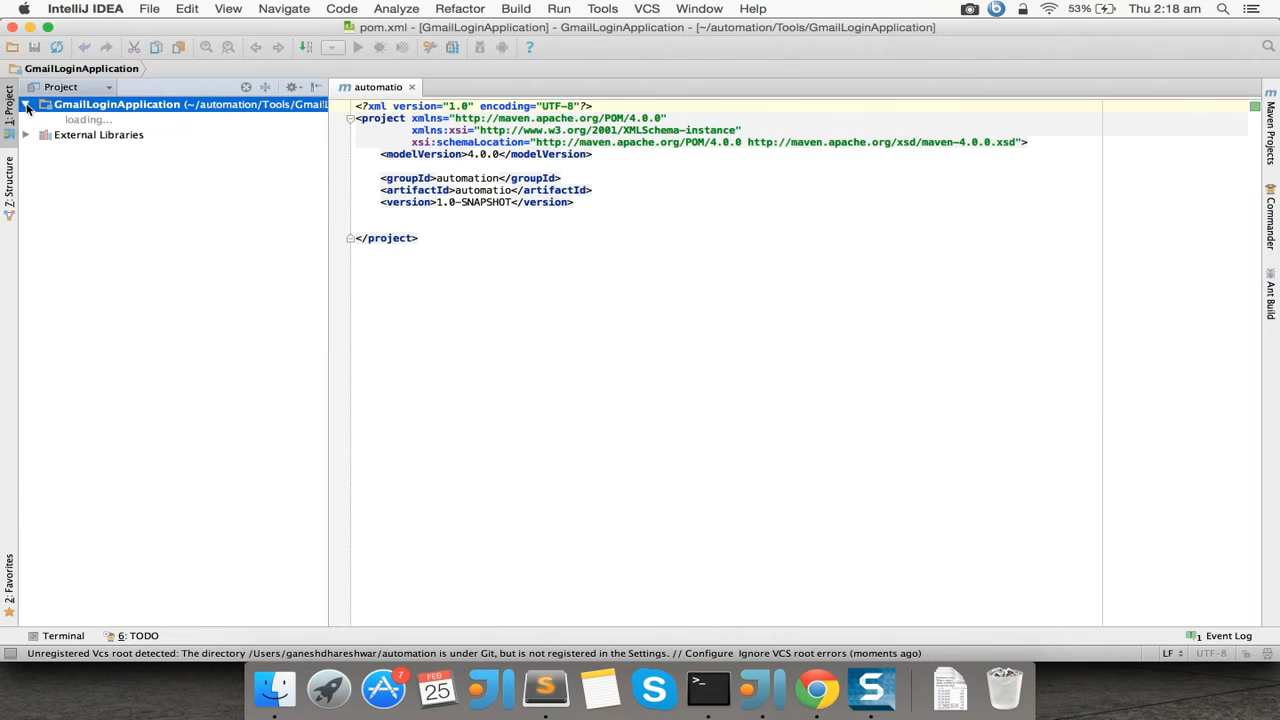 IntelliJ IDEA File Edit View Navigate Code Analyze Refactor Build Run Tools VCS Window Help 53% Thu 2:18 am
pom.xml - [GmailLoginApplication] - GmailLoginApplication - [~/automation/Tools/GmailLoginApplication]
GmailLoginApplication
1: Project
Z: Structure
2: Favorites
Project
GmailLoginApplication (~/automation/Tools/GmailL
loading...
External Libraries
m automatio
<?xml version="1.0" encoding="UTF-8"?>
<project xmlns="http://maven.apache.org/POM/4.0.0"
xmlns:xsi="http://www.w3.org/2001/XMLSchema-instance"
xsi:schemaLocation="http://maven.apache.org/POM/4.0.0 http://maven.apache.org/xsd/maven-4.0.0.xsd">
<modelVersion>4.0.0</modelVersion>
<groupId>automation</groupId>
<artifactId>automatio</artifactId>
<version>1.0-SNAPSHOT</version>
</project>
m Maven Projects
Commander
Ant Build
Terminal 6: TODO 1 Event Log
Unregistered Vcs root detected: The directory /Users/ganeshdhareshwar/automation is under Git, but is not registered in the Settings. // Configure Ignore VCS root errors (moments ago) LF UTF-8
7
FEB
25